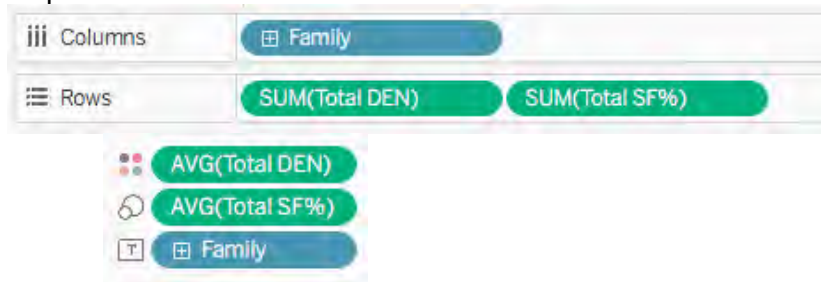 Columns Family
Rows SUM(Total DEN) SUM(Total SF%)
AVG(Total DEN)
AVG(Total SF%)
T Family